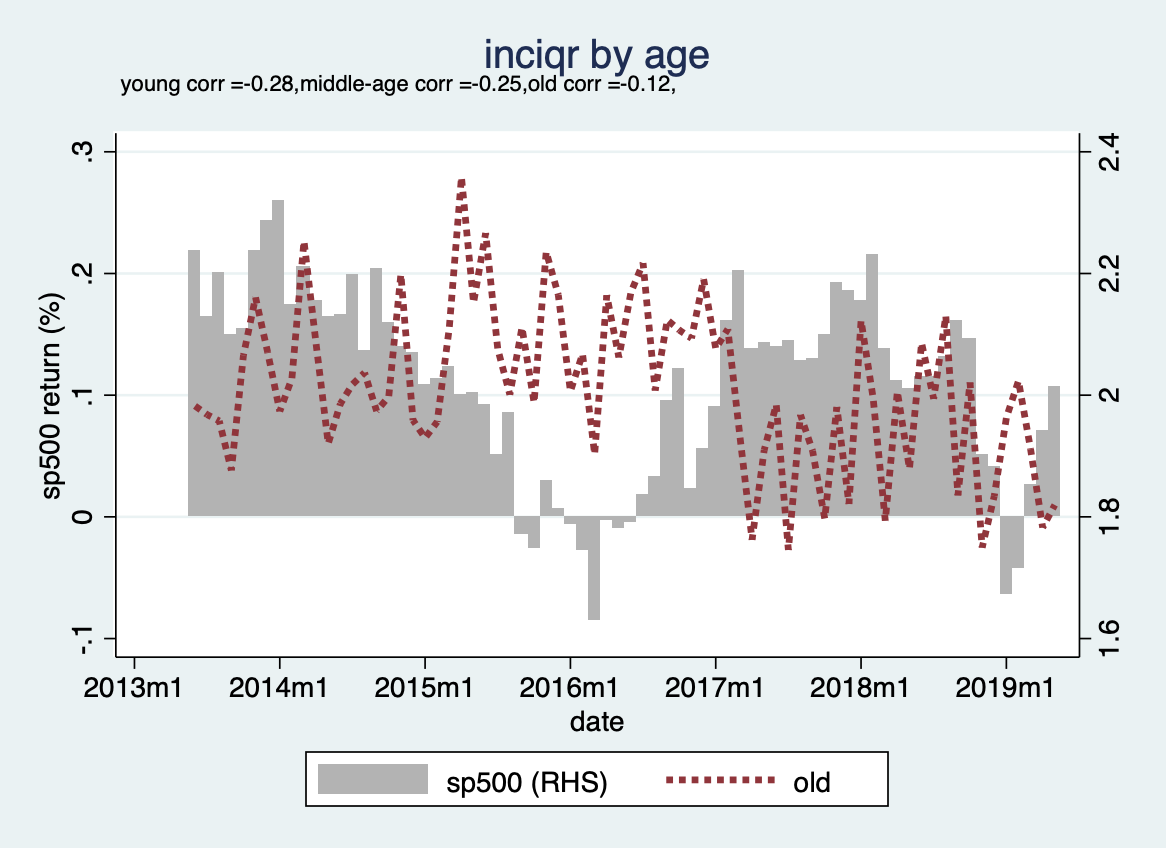 inciqr by age
young corr =-0.28,middle-age corr =-0.25,old corr =-0.12,
.3
.2
.1
0
-.1
sp500 return (%)
2.4
2.2
2
1.8
1.6
2013m1 2014m1 2015m1 2016m1 2017m1 2018m1 2019m1
date
sp500 (RHS) old